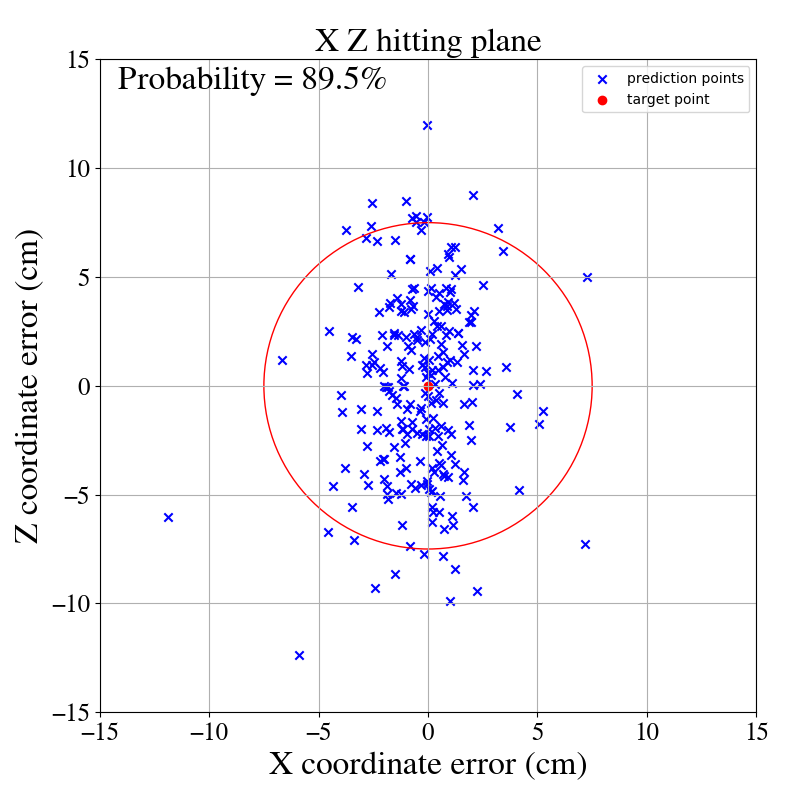 X Z hitting plane
Probability = 89.5%
prediction points
target point
15
10
5
0
−5
−10
−15
Z coordinate error (cm)
−15 −10 −5 0 5 10 15
X coordinate error (cm)